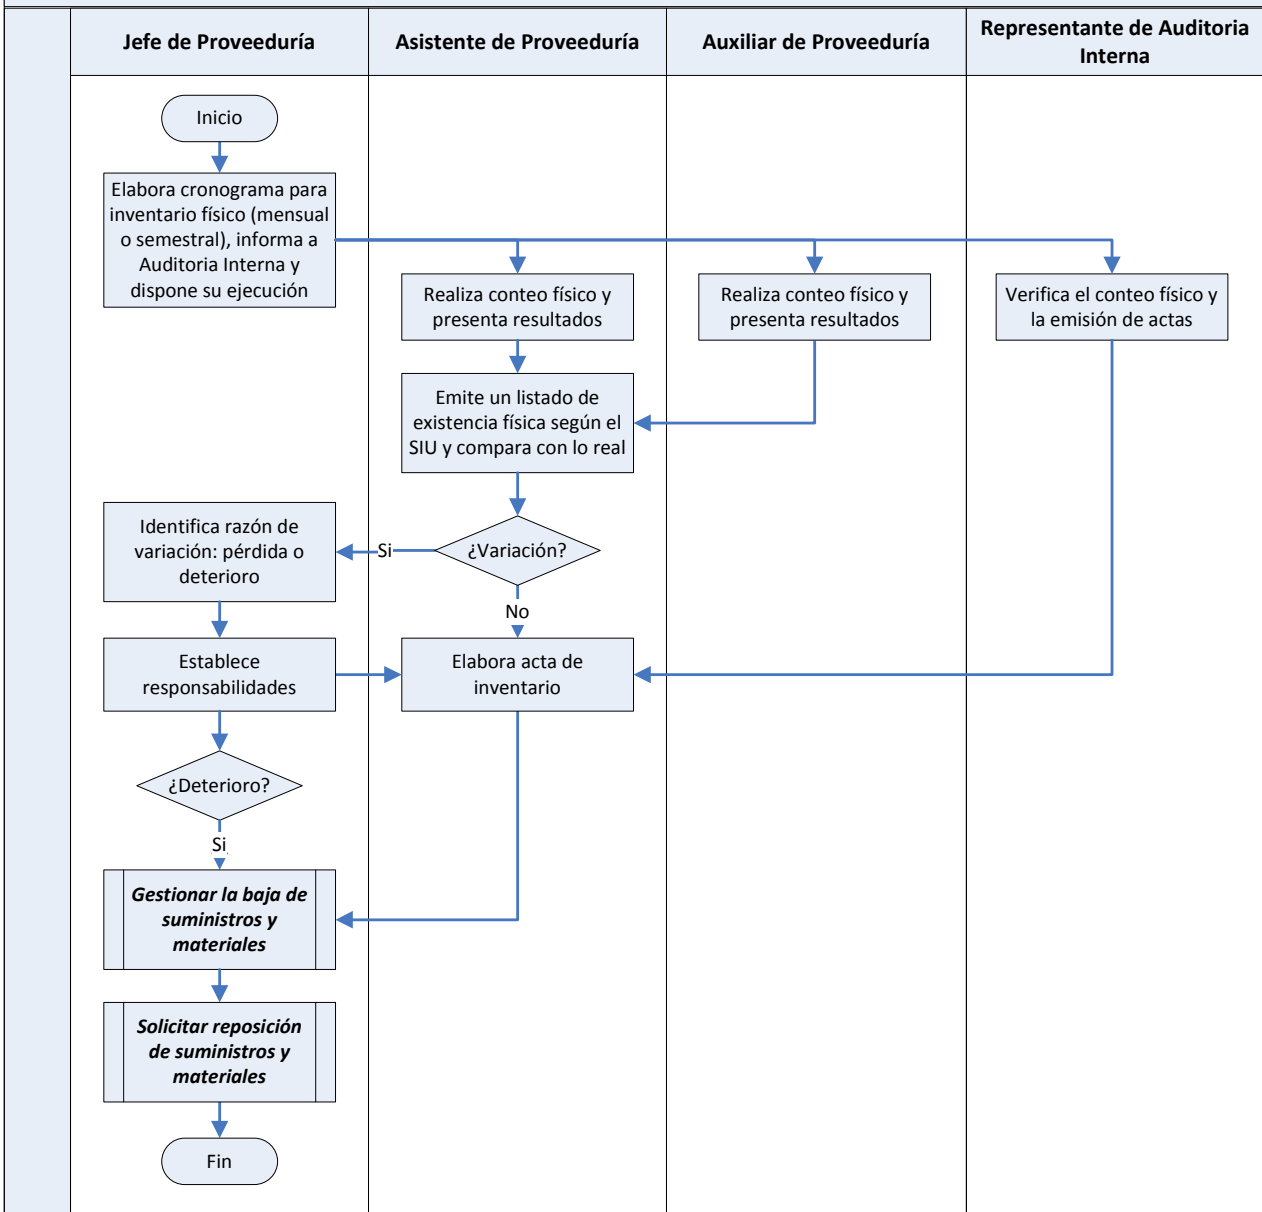 Jefe de Proveeduría
Asistente de Proveeduría
Auxiliar de Proveeduría
Representante de Auditoria
Interna
Inicio
Elabora cronograma para
inventario físico (mensual
o semestral), informa a
Auditoria Interna y
dispone su ejecución
Realiza conteo físico y
presenta resultados
Realiza conteo físico y
presenta resultados
Verifica el conteo físico y
la emisión de actas
Emite un listado de
existencia física según el
SIU y compara con lo real
¿Variación?
Si
No
Identifica razón de
variación: pérdida o
deterioro
Establece
responsabilidades
Elabora acta de
inventario
¿Deterioro?
Si
Gestionar la baja de
suministros y
materiales
Solicitar reposición
de suministros y
materiales
Fin